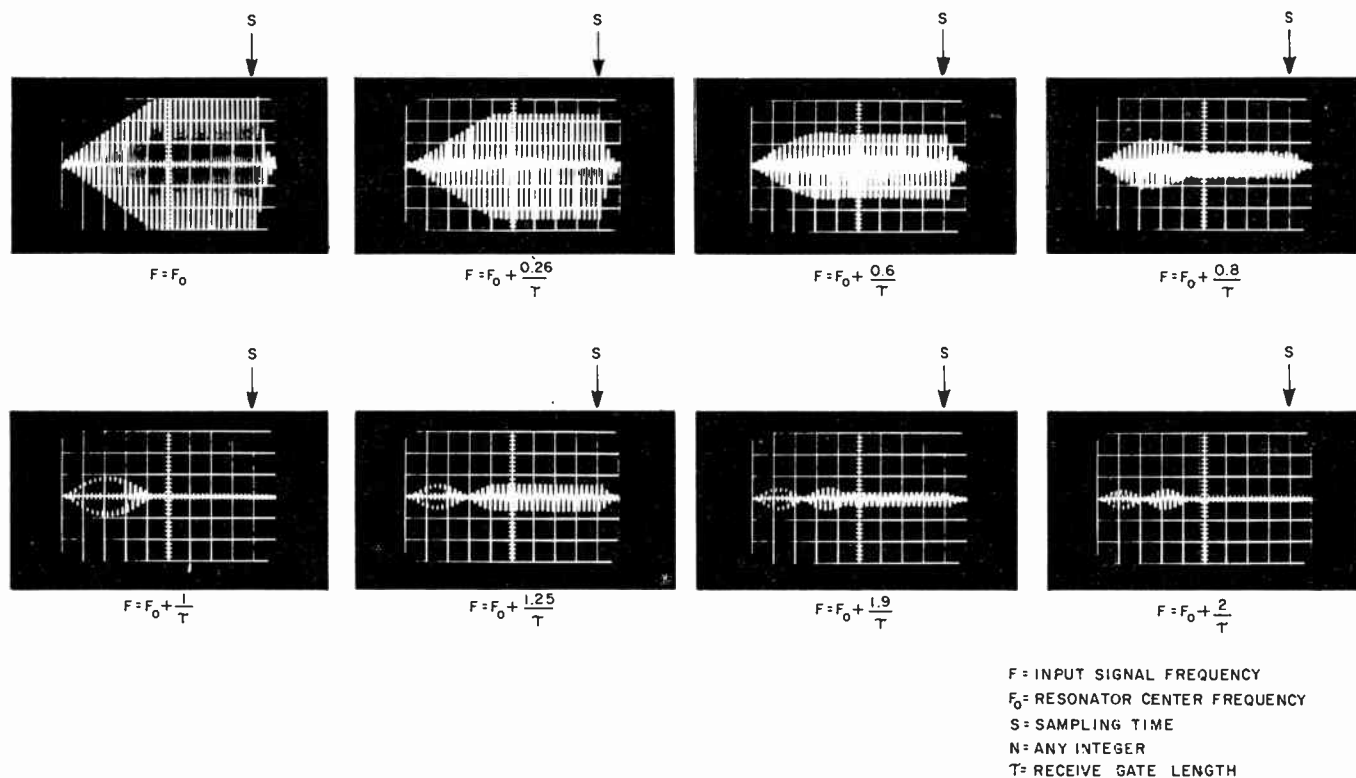 S
S
S
S
F = F₀
F = F₀ + 0.26/τ
F = F₀ + 0.6/τ
F = F₀ + 0.8/τ
S
S
S
S
F = F₀ + 1/τ
F = F₀ + 1.25/τ
F = F₀ + 1.9/τ
F = F₀ + 2/τ
F = INPUT SIGNAL FREQUENCY
F₀ = RESONATOR CENTER FREQUENCY
S = SAMPLING TIME
N = ANY INTEGER
τ = RECEIVE GATE LENGTH